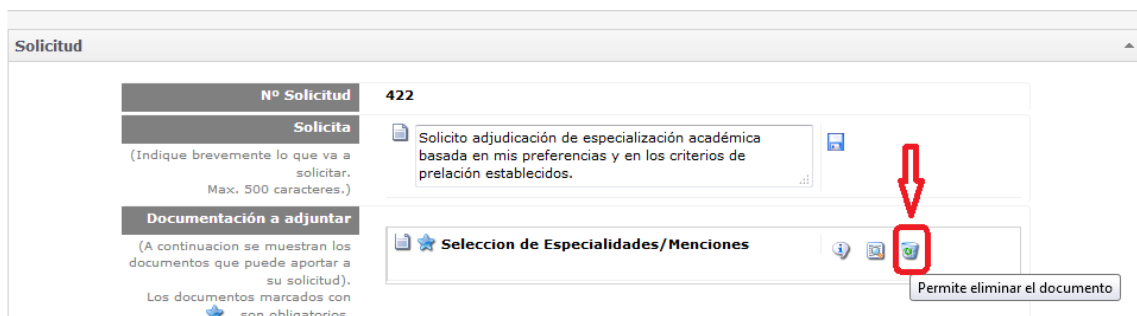 Solicitud
Nº Solicitud 422
Solicita
(Indique brevemente lo que va a
solicitar.
Max. 500 caracteres.)
Solicito adjudicación de especialización académica
basada en mis preferencias y en los criterios de
prelación establecidos.
Documentación a adjuntar
(A continuacion se muestran los
documentos que puede aportar a
su solicitud).
Los documentos marcados con
son obligatorios.
Seleccion de Especialidades/Menciones
Permite eliminar el documento